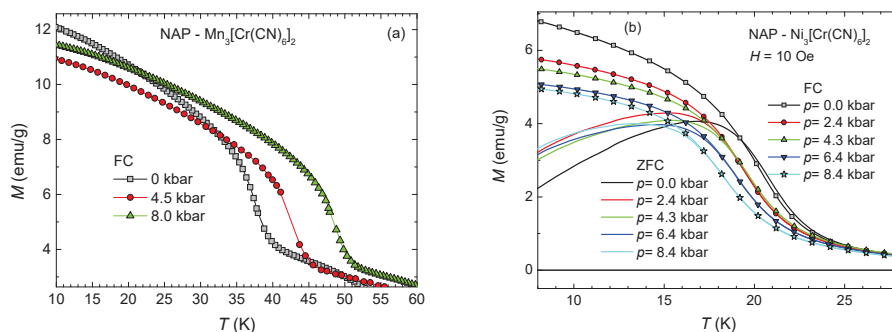 NAP - Mn₃[Cr(CN)₆]₂
(a)
12
10
8
6
4
M (emu/g)
FC
0 kbar
4.5 kbar
8.0 kbar
10 15 20 25 30 35 40 45 50 55 60
T (K)
(b)
NAP - Ni₃[Cr(CN)₆]₂
H = 10 Oe
6
4
2
0
M (emu/g)
FC
p= 0.0 kbar
p= 2.4 kbar
p= 4.3 kbar
p= 6.4 kbar
p= 8.4 kbar
ZFC
p= 0.0 kbar
p= 2.4 kbar
p= 4.3 kbar
p= 6.4 kbar
p= 8.4 kbar
10 15 20 25
T (K)